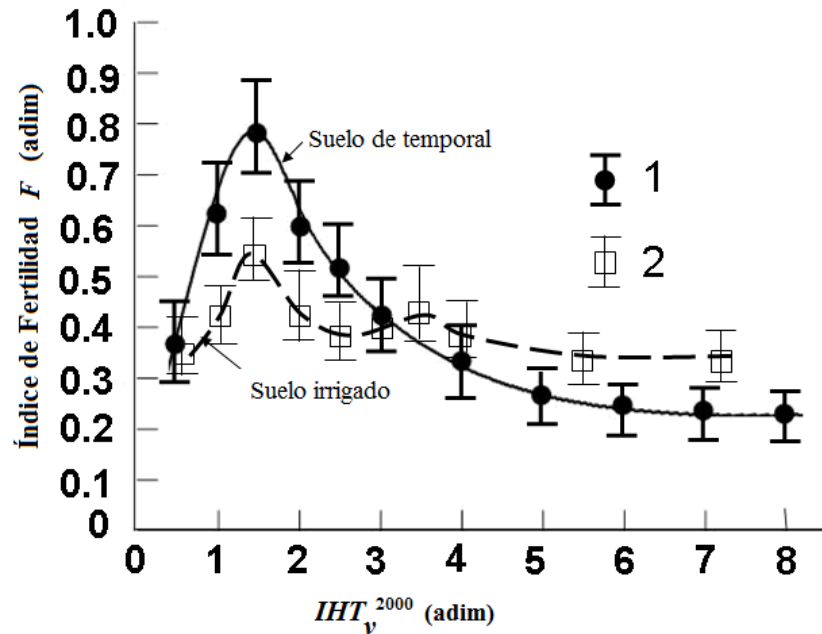 Índice de Fertilidad F (adim)
1.0
0.9
0.8
0.7
0.6
0.5
0.4
0.3
0.2
0.1
0
Suelo de temporal
Suelo irrigado
1
2
0 1 2 3 4 5 6 7 8
IHT_v^2000 (adim)